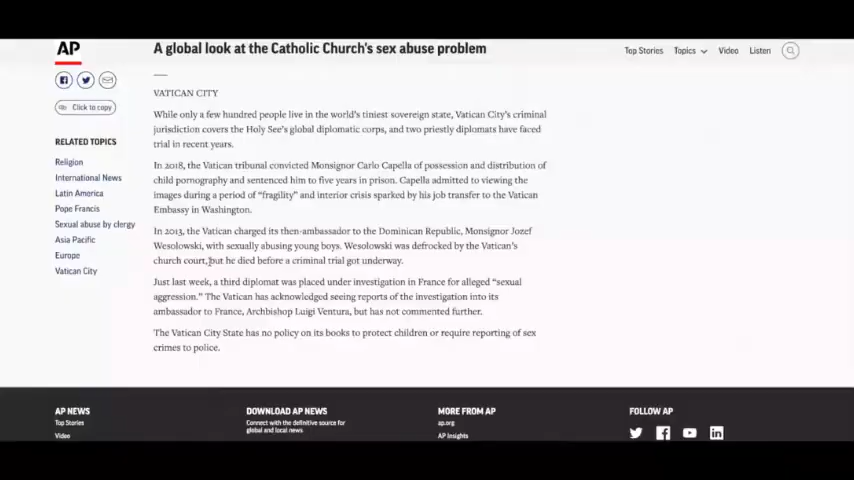 AP
A global look at the Catholic Church's sex abuse problem
Top Stories Topics Video Listen
Click to copy
RELATED TOPICS
Religion
International News
Latin America
Pope Francis
Sexual abuse by clergy
Asia Pacific
Europe
Vatican City
VATICAN CITY
While only a few hundred people live in the world's tiniest sovereign state, Vatican City's criminal
jurisdiction covers the Holy See's global diplomatic corps, and two priestly diplomats have faced
trial in recent years.
In 2018, the Vatican tribunal convicted Monsignor Carlo Capella of possession and distribution of
child pornography and sentenced him to five years in prison. Capella admitted to viewing the
images during a period of “fragility” and interior crisis sparked by his job transfer to the Vatican
Embassy in Washington.
In 2013, the Vatican charged its then-ambassador to the Dominican Republic, Monsignor Jozef
Wesolowski, with sexually abusing young boys. Wesolowski was defrocked by the Vatican's
church court, but he died before a criminal trial got underway.
Just last week, a third diplomat was placed under investigation in France for alleged “sexual
aggression.” The Vatican has acknowledged seeing reports of the investigation into its
ambassador to France, Archbishop Luigi Ventura, but has not commented further.
The Vatican City State has no policy on its books to protect children or require reporting of sex
crimes to police.
AP NEWS
Top Stories
Video
DOWNLOAD AP NEWS
Connect with the definitive source for
global and local news
MORE FROM AP
ap.org
AP Insights
FOLLOW AP